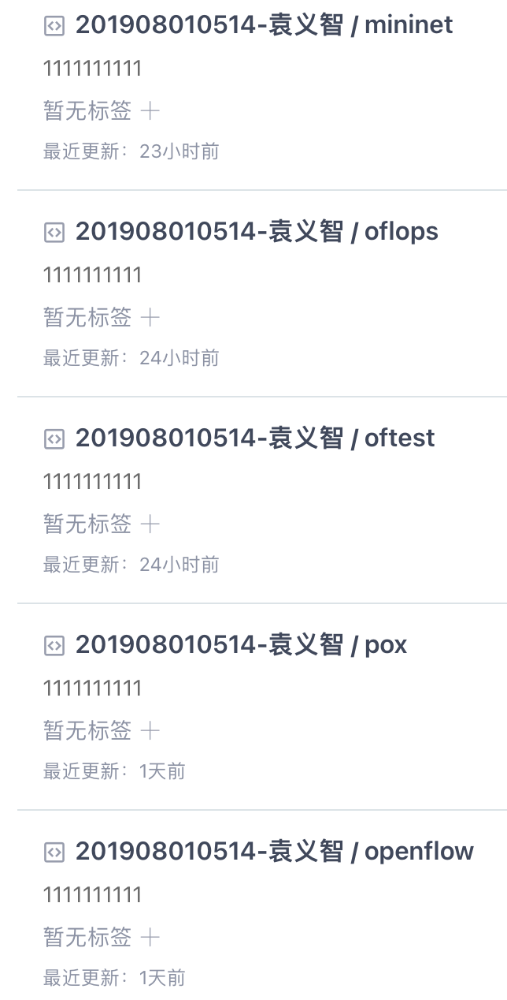 201908010514-袁义智 / mininet
1111111111
暂无标签 +
最近更新：23小时前
201908010514-袁义智 / oflops
1111111111
暂无标签 +
最近更新：24小时前
201908010514-袁义智 / oftest
1111111111
暂无标签 +
最近更新：24小时前
201908010514-袁义智 / pox
1111111111
暂无标签 +
最近更新：1天前
201908010514-袁义智 / openflow
1111111111
暂无标签 +
最近更新：1天前